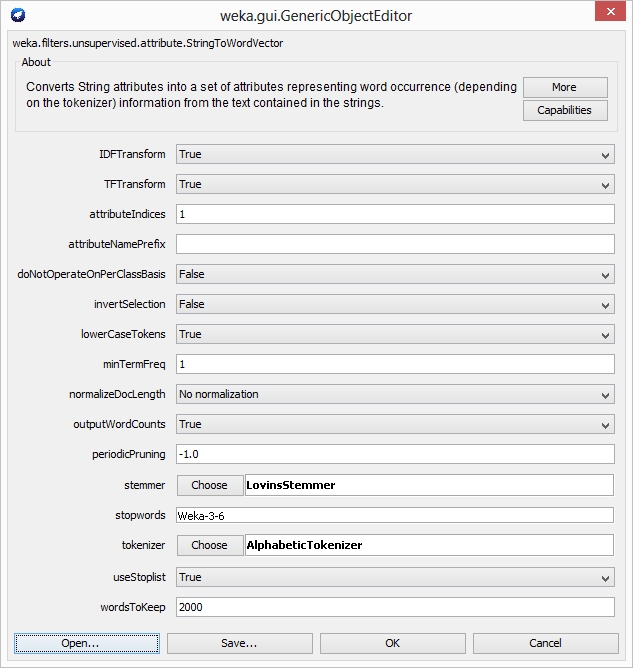 weka.gui.GenericObjectEditor
weka.filters.unsupervised.attribute.StringToWordVector
About
Converts String attributes into a set of attributes representing word occurrence (depending
on the tokenizer) information from the text contained in the strings.
More
Capabilities
IDFTransform True
TFTransform True
attributeIndices 1
attributeNamePrefix
doNotOperateOnPerClassBasis False
invertSelection False
lowerCaseTokens True
minTermFreq 1
normalizeDocLength No normalization
outputWordCounts True
periodicPruning -1.0
stemmer Choose LovinsStemmer
stopwords Weka-3-6
tokenizer Choose AlphabeticTokenizer
useStoplist True
wordsToKeep 2000
Open... Save... OK Cancel